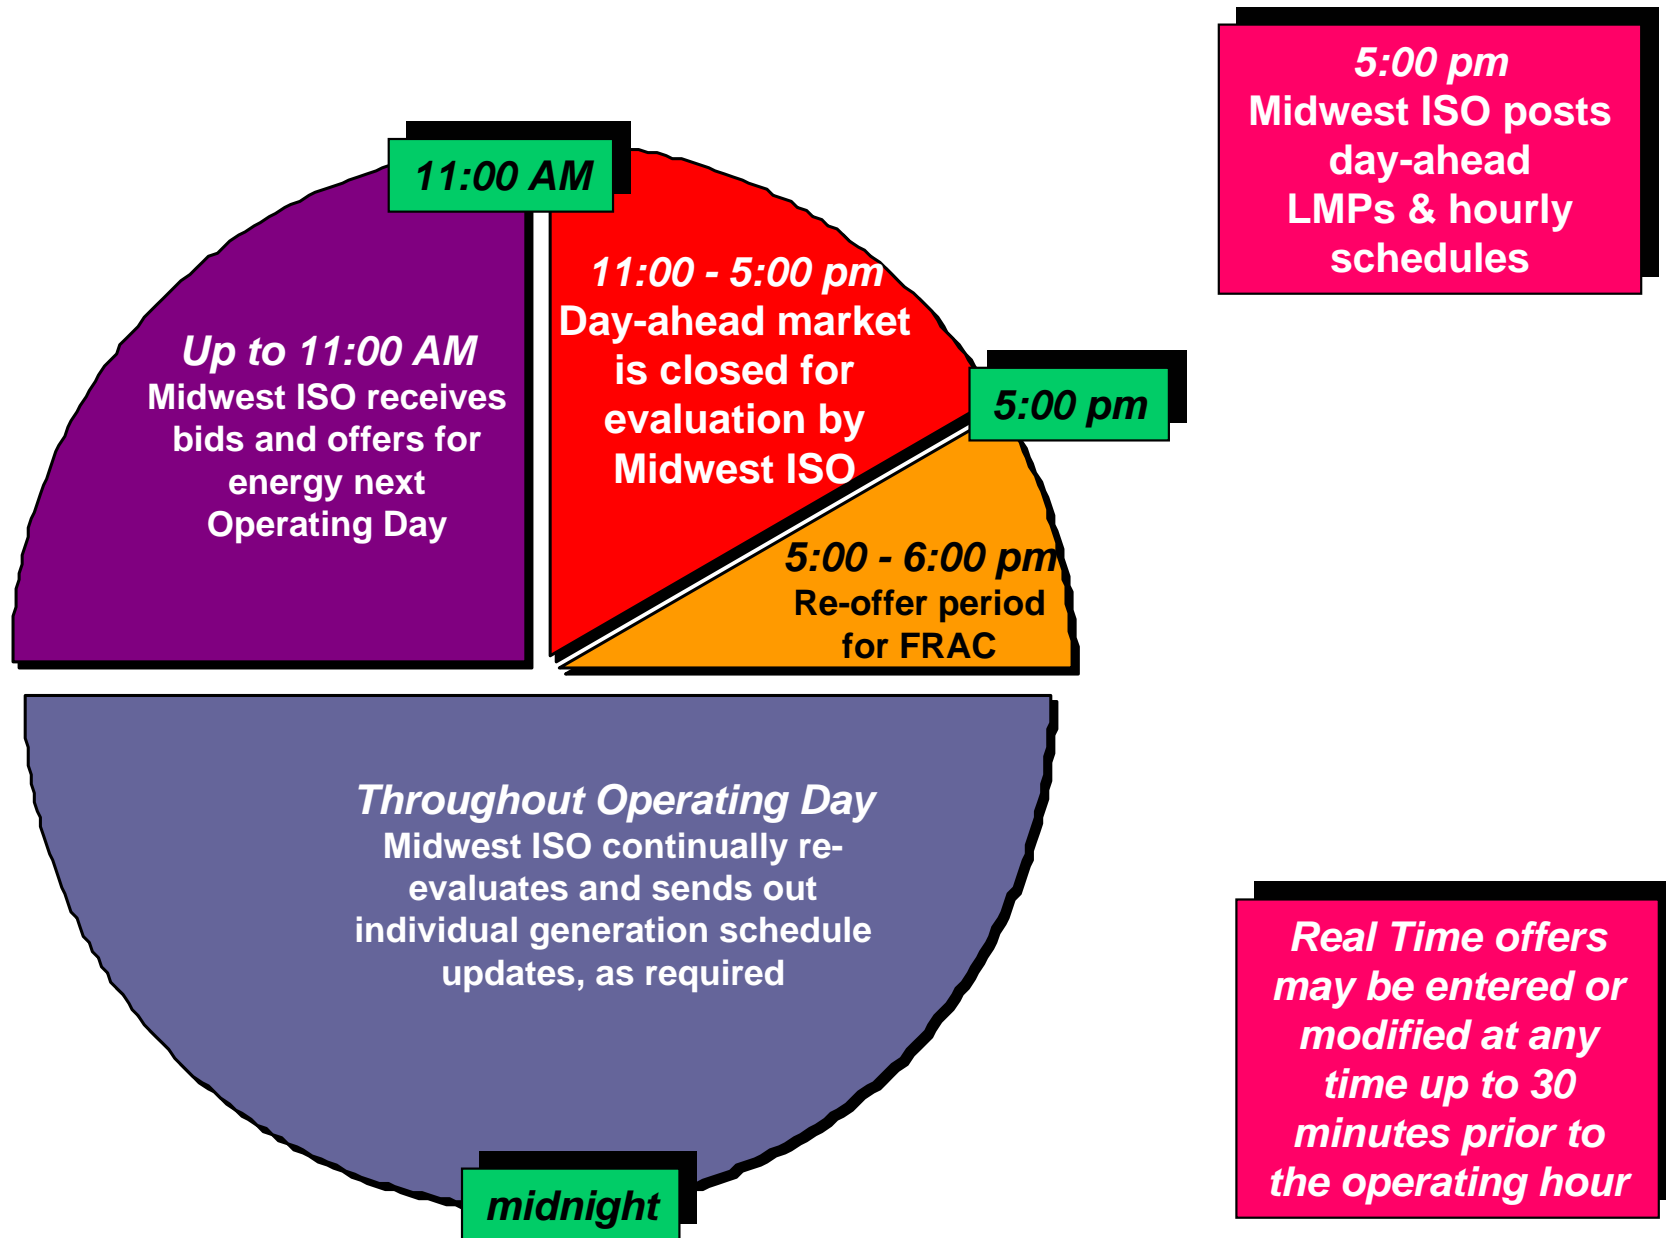 5:00 pm
Midwest ISO posts
day-ahead
LMPs & hourly
schedules
11:00 AM
11:00 - 5:00 pm
Day-ahead market
is closed for
evaluation by
Midwest ISO
Up to 11:00 AM
Midwest ISO receives
bids and offers for
energy next
Operating Day
5:00 pm
5:00 - 6:00 pm
Re-offer period
for FRAC
Throughout Operating Day
Midwest ISO continually re-
evaluates and sends out
individual generation schedule
updates, as required
Real Time offers
may be entered or
modified at any
time up to 30
minutes prior to
the operating hour
midnight